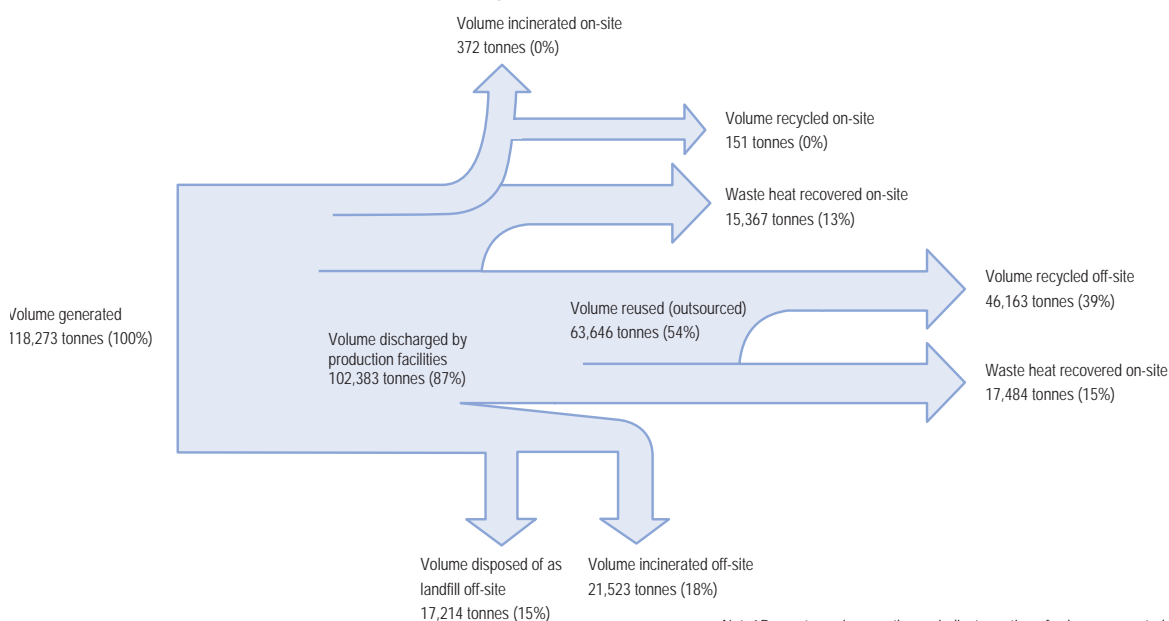 Volume incinerated on-site
372 tonnes (0%)
Volume recycled on-site
151 tonnes (0%)
Waste heat recovered on-site
15,367 tonnes (13%)
Volume recycled off-site
46,163 tonnes (39%)
Volume reused (outsourced)
63,646 tonnes (54%)
Volume generated
118,273 tonnes (100%)
Volume discharged by
production facilities
102,383 tonnes (87%)
Waste heat recovered on-site
17,484 tonnes (15%)
Volume disposed of as
landfill off-site
17,214 tonnes (15%)
Volume incinerated off-site
21,523 tonnes (18%)